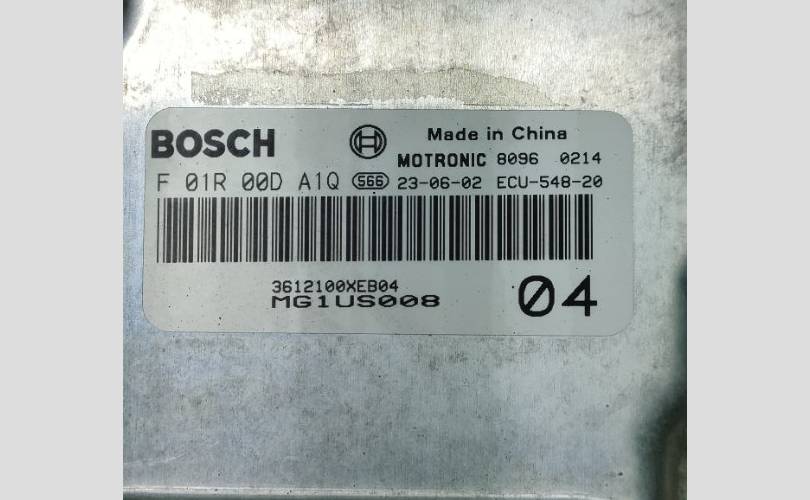 BOSCH
Made in China
MOTRONIC 8096 0214
F 01R 00D A1Q S66 23-06-02 ECU-548-20
3612100XEB04
MG1US008
04